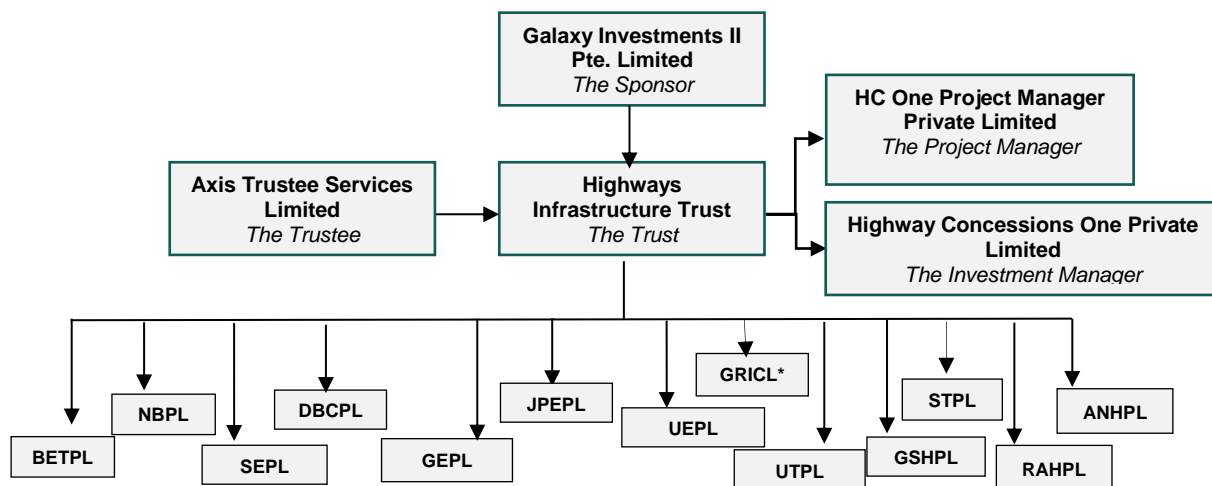 Galaxy Investments II
Pte. Limited
The Sponsor
HC One Project Manager
Private Limited
The Project Manager
Axis Trustee Services
Limited
The Trustee
Highways
Infrastructure Trust
The Trust
Highway Concessions One Private
Limited
The Investment Manager
BETPL
NBPL
SEPL
DBCPL
GEPL
JPEPL
UEPL
GRICL*
UTPL
GSHPL
STPL
RAHPL
ANHPL